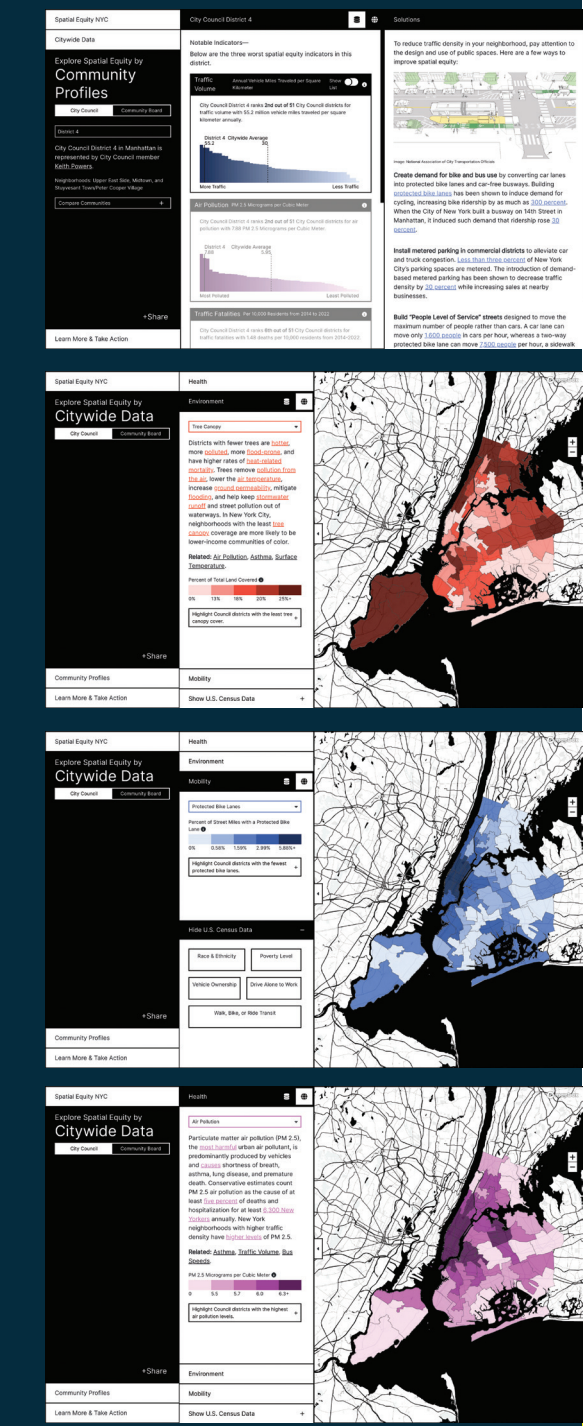 Spatial Equity NYC
Citywide Data
Explore Spatial Equity by
Community
Profiles
City Council
Community Board
District 4
City Council District 4 in Manhattan is
represented by City Council member
Keith Powers.
Neighborhoods: Upper East Side, Midtown, and
Stuyvesant Town/Peter Cooper Village
Compare Communities +
+Share
Learn More & Take Action
City Council District 4
Notable Indicators—
Below are the three worst spatial equity indicators in this
district.
Traffic
Volume
Annual Vehicle Miles Traveled per Square
Kilometer
Show
List
City Council District 4 ranks 2nd out of 51 City Council districts for
traffic volume with 55.2 million vehicle miles traveled per square
kilometer annually.
District 4 Citywide Average
55.2 30
More Traffic Less Traffic
Air Pollution PM 2.5 Micrograms per Cubic Meter
City Council District 4 ranks 2nd out of 51 City Council districts for air
pollution with 7.88 PM 2.5 Micrograms per Cubic Meter.
District 4 Citywide Average
7.88 5.85
Most Polluted Least Polluted
Traffic Fatalities Per 10,000 Residents from 2014 to 2022
City Council District 4 ranks 6th out of 51 City Council districts for
traffic fatalities with 1.48 deaths per 10,000 residents from 2014-2022.
Solutions
To reduce traffic density in your neighborhood, pay attention to
the design and use of public spaces. Here are a few ways to
improve spatial equity:
Image: National Association of City Transportation Officials
Create demand for bike and bus use by converting car lanes
into protected bike lanes and car-free busways. Building
protected bike lanes has been shown to induce demand for
cycling, increasing bike ridership by as much as 300 percent.
When the City of New York built a busway on 14th Street in
Manhattan, it induced such demand that ridership rose 30
percent.
Install metered parking in commercial districts to alleviate car
and truck congestion. Less than three percent of New York
City's parking spaces are metered. The introduction of demand-
based metered parking has been shown to decrease traffic
density by 30 percent while increasing sales at nearby
businesses.
Build "People Level of Service" streets designed to move the
maximum number of people rather than cars. A car lane can
move only 1,600 people in cars per hour, whereas a two-way
protected bike lane can move 7,500 people per hour, a sidewalk
Spatial Equity NYC
Explore Spatial Equity by
Citywide Data
City Council
Community Board
+Share
Community Profiles
Learn More & Take Action
Health
Environment
Tree Canopy
Districts with fewer trees are hotter,
more polluted, more flood-prone, and
have higher rates of heat-related
mortality. Trees remove pollution from
the air, lower the air temperature,
increase ground permeability, mitigate
flooding, and help keep stormwater
runoff and street pollution out of
waterways. In New York City,
neighborhoods with the least tree
canopy coverage are more likely to be
lower-income communities of color.
Related: Air Pollution, Asthma, Surface
Temperature.
Percent of Total Land Covered
0% 13% 16% 20% 25%+
Highlight Council districts with the least tree
canopy cover. +
Mobility
Show U.S. Census Data +
Spatial Equity NYC
Explore Spatial Equity by
Citywide Data
City Council
Community Board
+Share
Community Profiles
Learn More & Take Action
Health
Environment
Mobility
Protected Bike Lanes
Percent of Street Miles with a Protected Bike
Lane
0% 0.56% 1.59% 2.99% 5.86%+
Highlight Council districts with the fewest
protected bike lanes. +
Hide U.S. Census Data −
Race & Ethnicity
Poverty Level
Vehicle Ownership
Drive Alone to Work
Walk, Bike, or Ride Transit
Spatial Equity NYC
Explore Spatial Equity by
Citywide Data
City Council
Community Board
+Share
Community Profiles
Learn More & Take Action
Health
Air Pollution
Particulate matter air pollution (PM 2.5),
the most harmful urban air pollutant, is
predominantly produced by vehicles
and causes shortness of breath,
asthma, lung disease, and premature
death. Conservative estimates count
PM 2.5 air pollution as the cause of at
least five percent of deaths and
hospitalization for at least 8,300 New
Yorkers annually. New York
neighborhoods with higher traffic
density have higher levels of PM 2.5.
Related: Asthma, Traffic Volume, Bus
Speeds.
PM 2.5 Micrograms per Cubic Meter
0 5.5 5.7 6.0 6.3+
Highlight Council districts with the highest
air pollution levels. +
Environment
Mobility
Show U.S. Census Data +